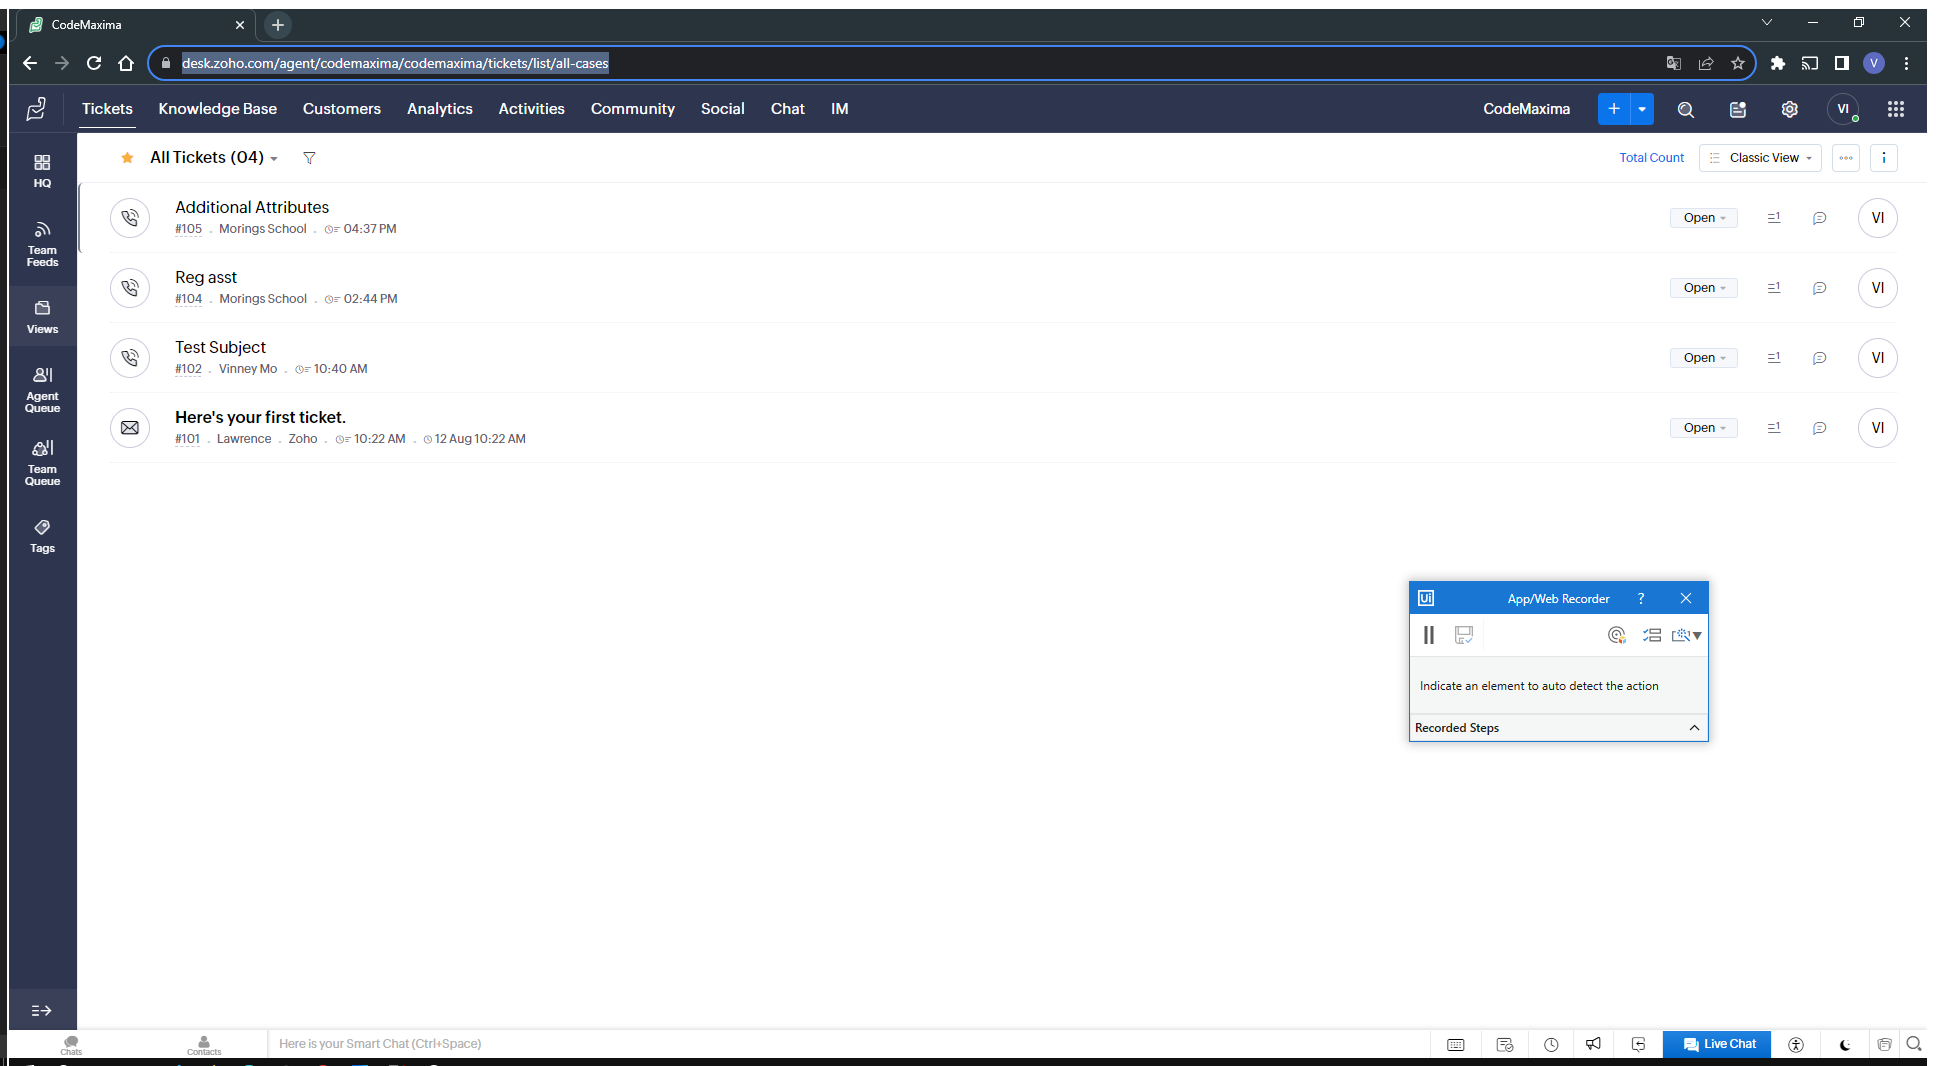 CodeMaxima
desk.zoho.com/agent/codemaxima/codemaxima/tickets/list/all-cases
V
Tickets Knowledge Base Customers Analytics Activities Community Social Chat IM CodeMaxima VI
HQ
Team Feeds
Views
Agent Queue
Team Queue
Tags
All Tickets (04) Total Count Classic View i
Additional Attributes
#105 . Morings School . 04:37 PM Open 1 VI
Reg asst
#104 . Morings School . 02:44 PM Open 1 VI
Test Subject
#102 . Vinney Mo . 10:40 AM Open 1 VI
Here's your first ticket.
#101 . Lawrence . Zoho . 10:22 AM . 12 Aug 10:22 AM Open 1 VI
Ui App/Web Recorder ?
Indicate an element to auto detect the action
Recorded Steps
Chats Contacts Here is your Smart Chat (Ctrl+Space) Live Chat